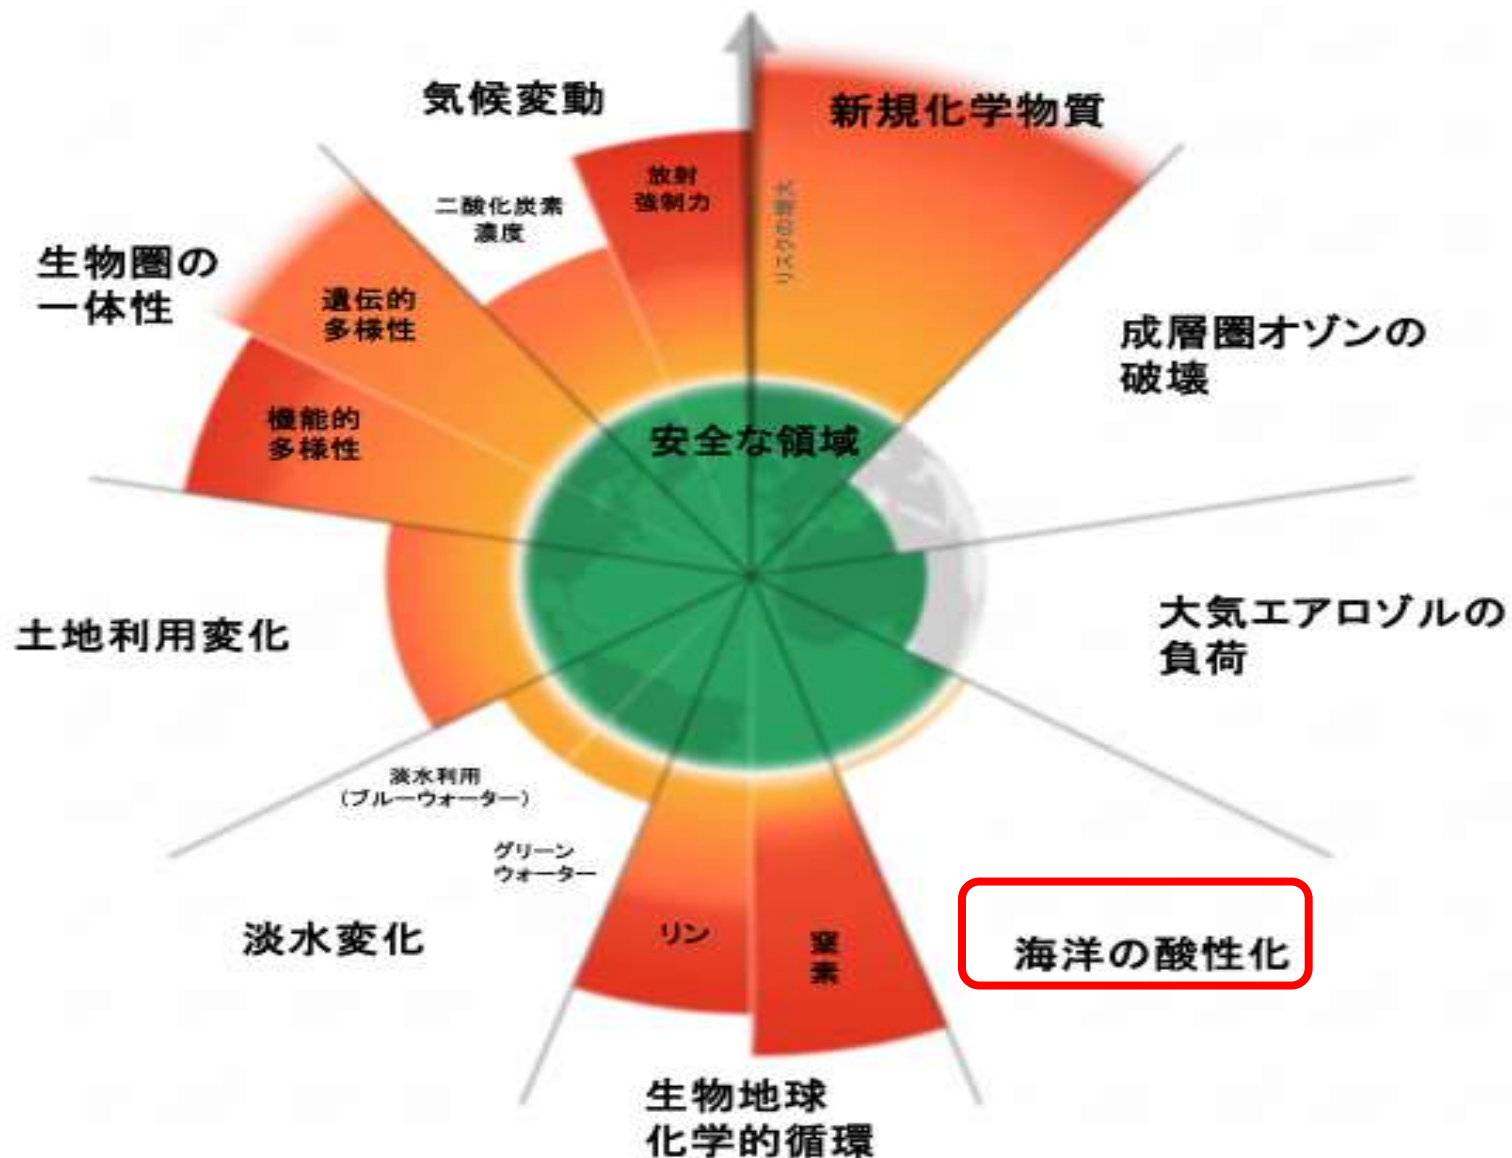 気候変動
新規化学物質
放射
強制力
リスクの増大
二酸化炭素
濃度
生物圏の
一体性
遺伝的
多様性
成層圏オゾンの
破壊
機能的
多様性
安全な領域
土地利用変化
大気エアロゾルの
負荷
淡水利用
(ブルーウォーター)
グリーン
ウォーター
淡水変化
リン
窒
素
海洋の酸性化
生物地球
化学的循環